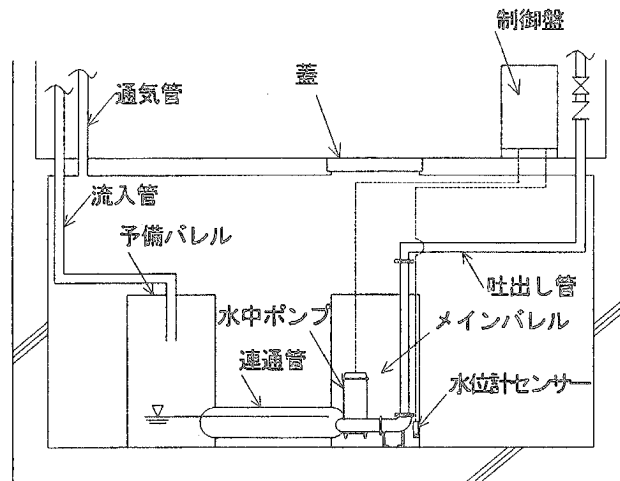 制御盤
蓋
通気管
流入管
予備バレル
吐出し管
水中ポンプ
メインバレル
連通管
水位計センサー